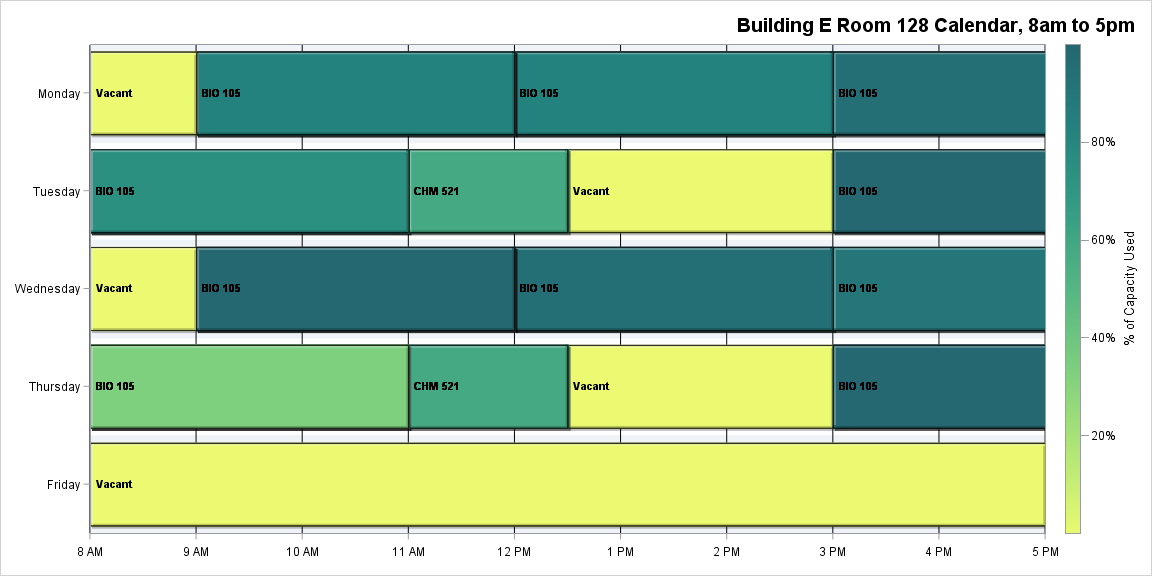 Building E Room 128 Calendar, 8am to 5pm
Monday
Vacant
BIO 105
BIO 105
BIO 105
Tuesday
BIO 105
CHM 521
Vacant
BIO 105
Wednesday
Vacant
BIO 105
BIO 105
BIO 105
Thursday
BIO 105
CHM 521
Vacant
BIO 105
Friday
Vacant
8 AM
9 AM
10 AM
11 AM
12 PM
1 PM
2 PM
3 PM
4 PM
5 PM
80%
60%
40%
20%
% of Capacity Used